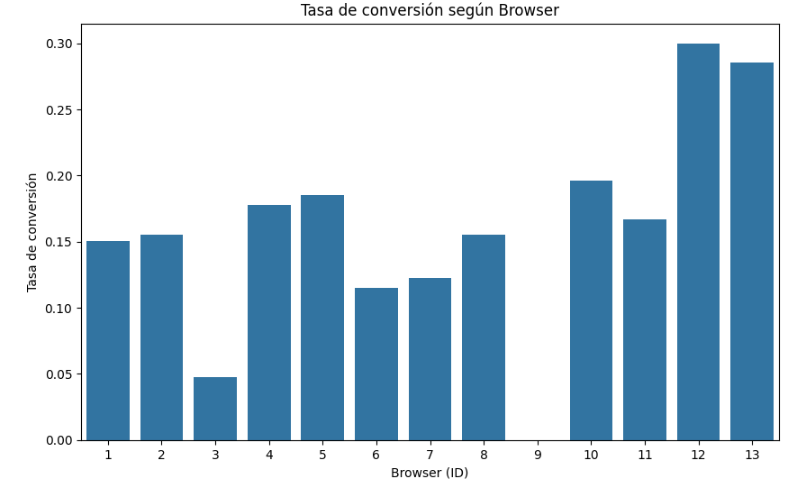 Tasa de conversión según Browser
Tasa de conversión
0.30
0.25
0.20
0.15
0.10
0.05
0.00
1 2 3 4 5 6 7 8 9 10 11 12 13
Browser (ID)